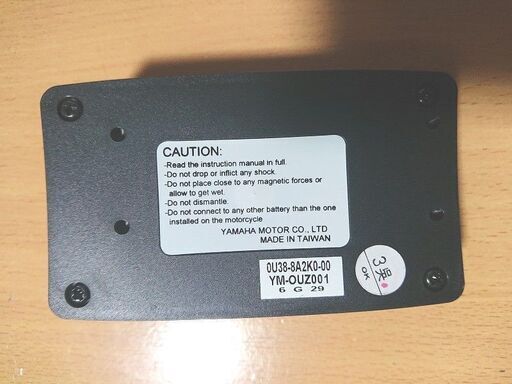 CAUTION:
-Read the instruction manual in full.
-Do not drop or inflict any shock.
-Do not place close to any magnetic forces or
allow to get wet.
-Do not dismantle.
-Do not connect to any other battery than the one
installed on the motorcycle
YAMAHA MOTOR CO., LTD
MADE IN TAIWAN
0U38-8A2K0-00
YM-OUZ001
6 G 29
3
OK